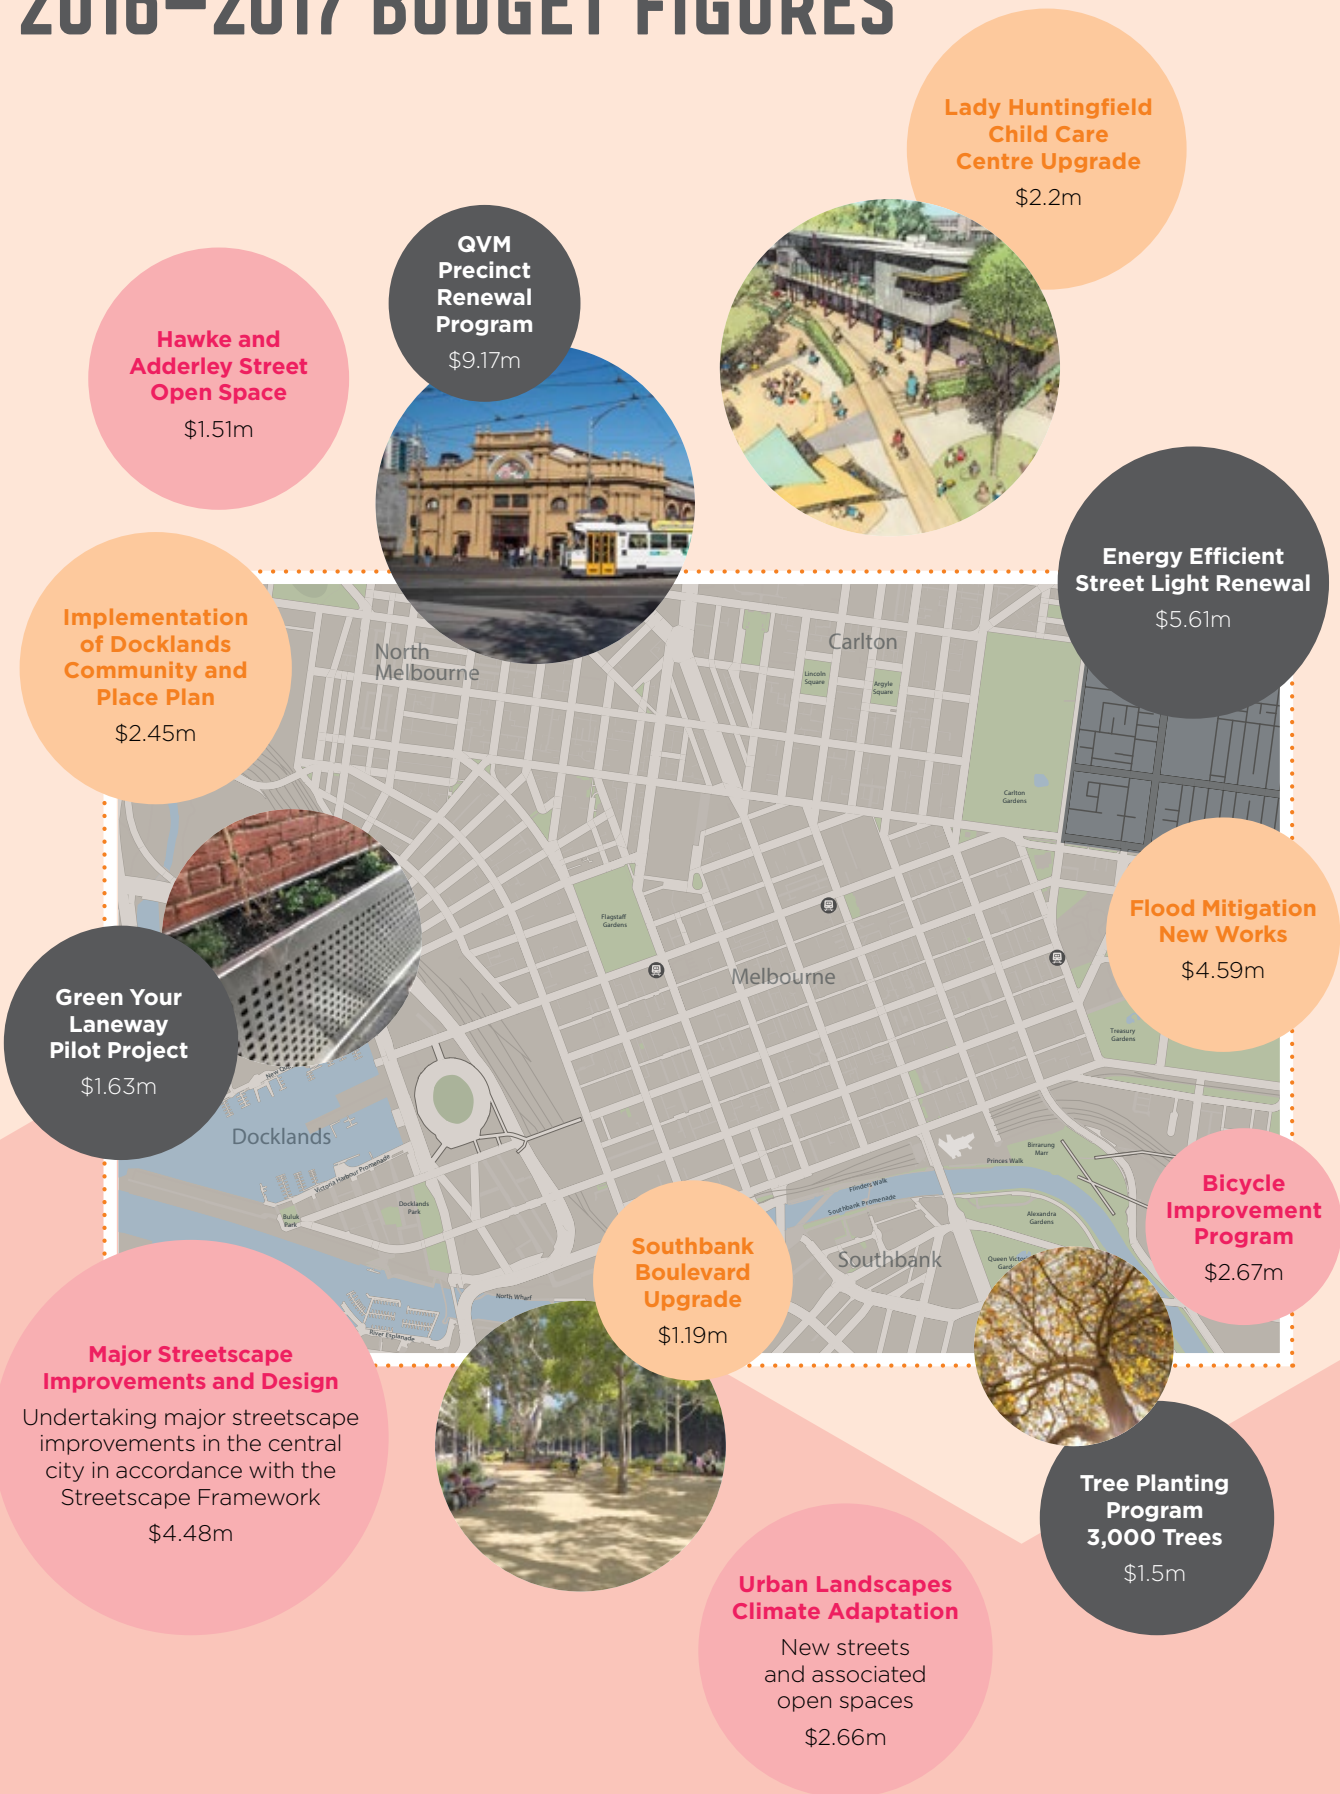 2016–2017 BUDGET FIGURES
Lady Huntingfield
Child Care
Centre Upgrade
$2.2m
QVM
Precinct
Renewal
Program
$9.17m
Hawke and
Adderley Street
Open Space
$1.51m
Energy Efficient
Street Light Renewal
$5.61m
Implementation
of Docklands
Community and
Place Plan
$2.45m
North
Melbourne
Carlton
Lincoln
Square
Argyle
Square
Carlton
Gardens
Flagstaff
Gardens
Melbourne
Flood Mitigation
New Works
$4.59m
Treasury
Gardens
Green Your
Laneway
Pilot Project
$1.63m
Docklands
Victoria Harbour Promenade
Buluk
Park
Docklands
Park
Birrarung
Marr
Princes Walk
Flinders Walk
Southbank Promenade
Alexandra
Gardens
Southbank
North Wharf
River Esplanade
Bicycle
Improvement
Program
$2.67m
Southbank
Boulevard
Upgrade
$1.19m
Major Streetscape
Improvements and Design
Undertaking major streetscape
improvements in the central
city in accordance with the
Streetscape Framework
$4.48m
Tree Planting
Program
3,000 Trees
$1.5m
Urban Landscapes
Climate Adaptation
New streets
and associated
open spaces
$2.66m